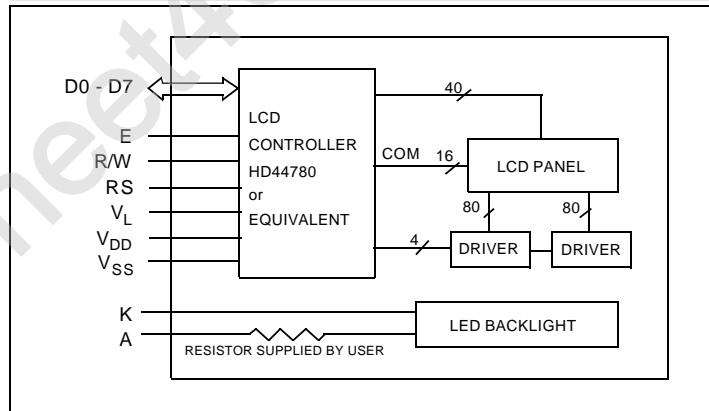 D0 - D7
E
R/W
RS
VL
VDD
VSS
K
A
LCD
CONTROLLER
HD44780
or
EQUIVALENT
40
COM 16
LCD PANEL
80
80
4
DRIVER
DRIVER
LED BACKLIGHT
RESISTOR SUPPLIED BY USER